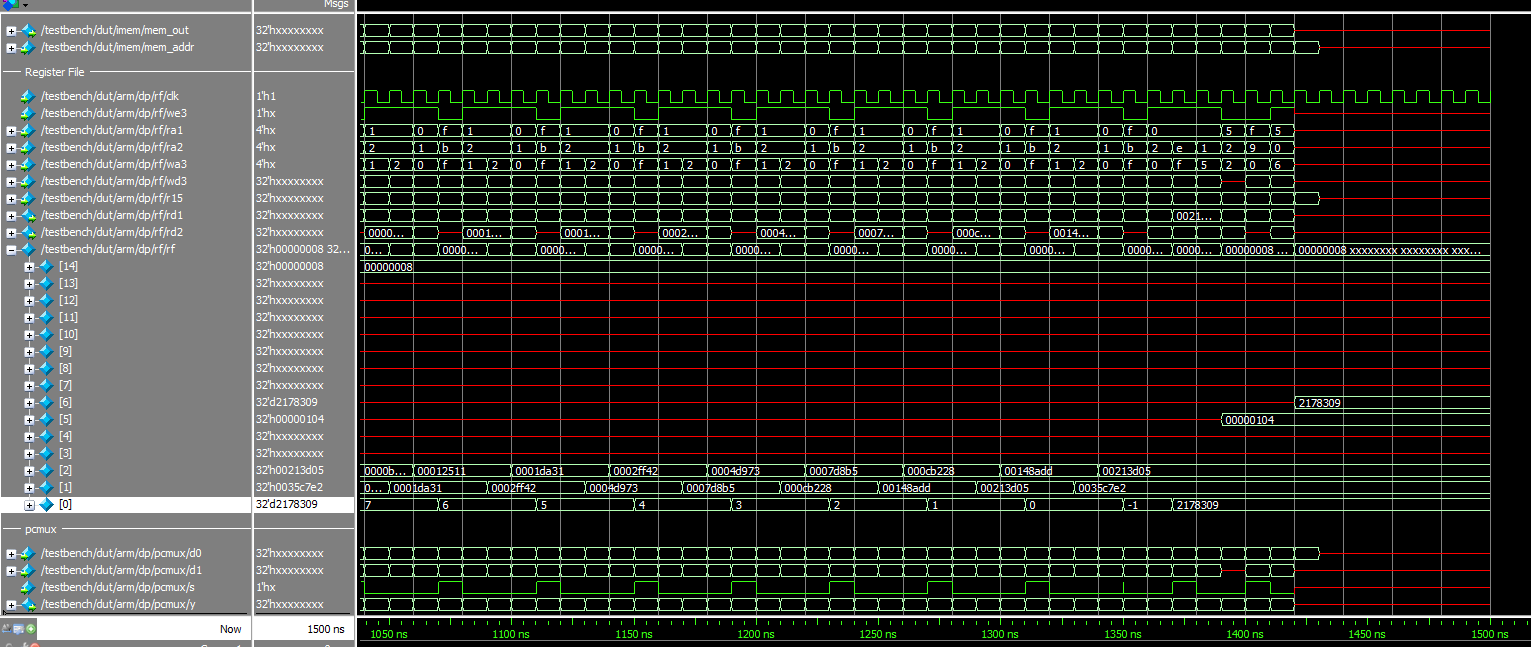 Msgs
/testbench/dut/imem/mem_out 32'hxxxxxxxx
/testbench/dut/imem/mem_addr 32'hxxxxxxxx
Register File
/testbench/dut/arm/dp/rf/clk 1'h1
/testbench/dut/arm/dp/rf/we3 1'hx
/testbench/dut/arm/dp/rf/ra1 4'hx 1 0 f 1 0 f 1 0 f 1 0 f 1 0 f 1 0 f 1 0 f 1 0 f 0 5 f 5
/testbench/dut/arm/dp/rf/ra2 4'hx 2 1 b 2 1 b 2 1 b 2 1 b 2 1 b 2 1 b 2 1 b 2 1 b 2 e 1 2 9 0
/testbench/dut/arm/dp/rf/wa3 4'hx 1 2 0 f 1 2 0 f 1 2 0 f 1 2 0 f 1 2 0 f 1 2 0 f 1 2 0 f 1 2 0 f 0 f 5 2 0 6
/testbench/dut/arm/dp/rf/wd3 32'hxxxxxxxx
/testbench/dut/arm/dp/rf/r15 32'hxxxxxxxx
/testbench/dut/arm/dp/rf/rd1 32'hxxxxxxxx 0021...
/testbench/dut/arm/dp/rf/rd2 32'hxxxxxxxx 0000... 0001... 0001... 0002... 0004... 0007... 000c... 0014...
/testbench/dut/arm/dp/rf/rf 32'h00000008 32... 0... 0000... 0000... 0000... 0000... 0000... 0000... 0000... 0000... 0000... 00000008 ... 00000008 xxxxxxxx xxxxxxxx xxx...
[14] 32'h00000008 00000008
[13] 32'hxxxxxxxx
[12] 32'hxxxxxxxx
[11] 32'hxxxxxxxx
[10] 32'hxxxxxxxx
[9] 32'hxxxxxxxx
[8] 32'hxxxxxxxx
[7] 32'hxxxxxxxx
[6] 32'd2178309 2178309
[5] 32'h00000104 00000104
[4] 32'hxxxxxxxx
[3] 32'hxxxxxxxx
[2] 32'h00213d05 0000b... 00012511 0001da31 0002ff42 0004d973 0007d8b5 000cb228 00148add 00213d05
[1] 32'h0035c7e2 0... 0001da31 0002ff42 0004d973 0007d8b5 000cb228 00148add 00213d05 0035c7e2
[0] 32'd2178309 7 6 5 4 3 2 1 0 -1 2178309
pcmux
/testbench/dut/arm/dp/pcmux/d0 32'hxxxxxxxx
/testbench/dut/arm/dp/pcmux/d1 32'hxxxxxxxx
/testbench/dut/arm/dp/pcmux/s 1'hx
/testbench/dut/arm/dp/pcmux/y 32'hxxxxxxxx
Now 1500 ns 1050 ns 1100 ns 1150 ns 1200 ns 1250 ns 1300 ns 1350 ns 1400 ns 1450 ns 1500 ns